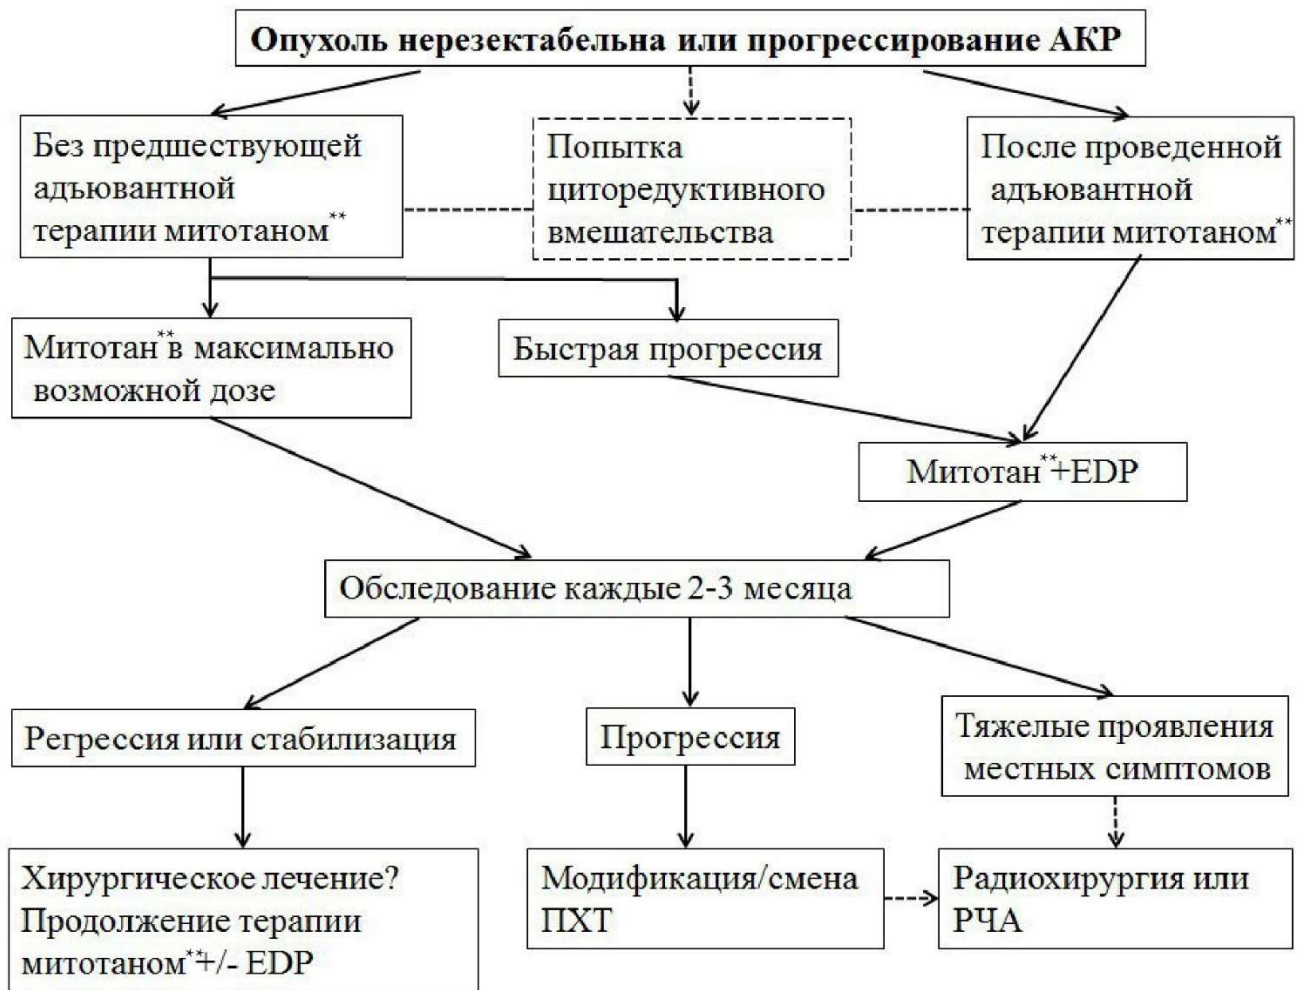 Опухоль нерезектабельна или прогрессирование АКР
Без предшествующей
адъювантной
терапии митотаном**
Попытка
циторедуктивного
вмешательства
После проведенной
адъювантной
терапии митотаном**
Митотан** в максимально
возможной дозе
Быстрая прогрессия
Митотан**+EDP
Обследование каждые 2-3 месяца
Регрессия или стабилизация
Прогрессия
Тяжелые проявления
местных симптомов
Хирургическое лечение?
Продолжение терапии
митотаном**+/- EDP
Модификация/смена
ПХТ
Радиохирургия или
РЧА